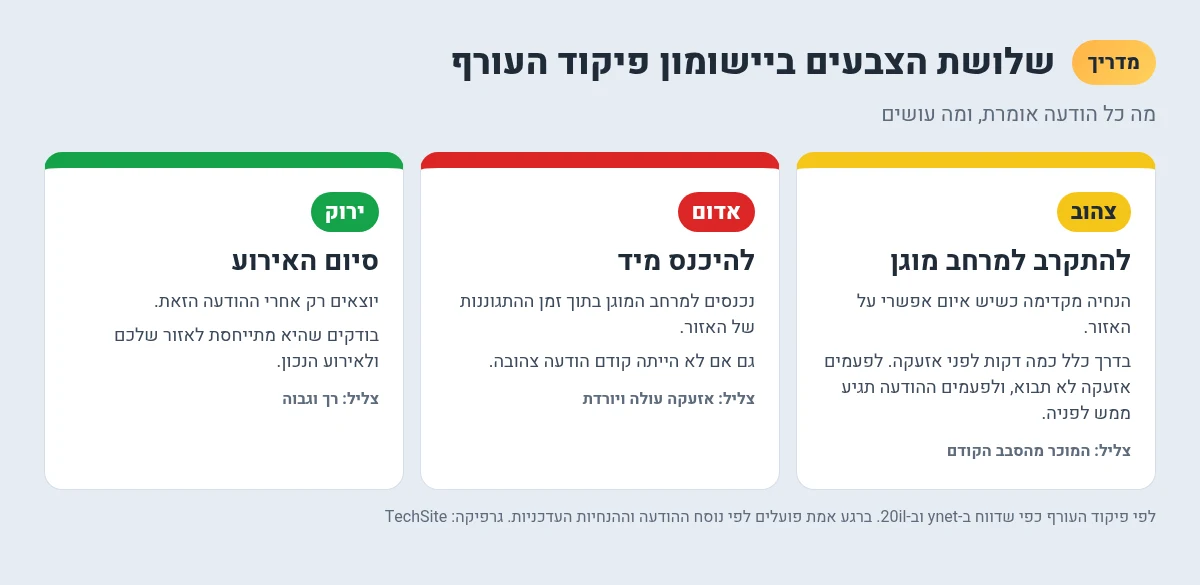 מדריך
שלושת הצבעים ביישומון פיקוד העורף
מה כל הודעה אומרת, ומה עושים
צהוב
להתקרב למרחב מוגן
הנחיה מקדימה כשיש איום אפשרי על
האזור.
בדרך כלל כמה דקות לפני אזעקה. לפעמים
אזעקה לא תבוא, ולפעמים ההודעה תגיע
ממש לפניה.
צליל: המוכר מהסבב הקודם
אדום
להיכנס מיד
נכנסים למרחב המוגן בתוך זמן ההתגוננות
של האזור.
גם אם לא הייתה קודם הודעה צהובה.
צליל: אזעקה עולה ויורדת
ירוק
סיום האירוע
יוצאים רק אחרי ההודעה הזאת.
בודקים שהיא מתייחסת לאזור שלכם
ולאירוע הנכון.
צליל: רך וגבוה
לפי פיקוד העורף כפי שדווח ב-ynet וב-20il. ברגע אמת פועלים לפי נוסח ההודעה וההנחיות העדכניות. גרפיקה: TechSite